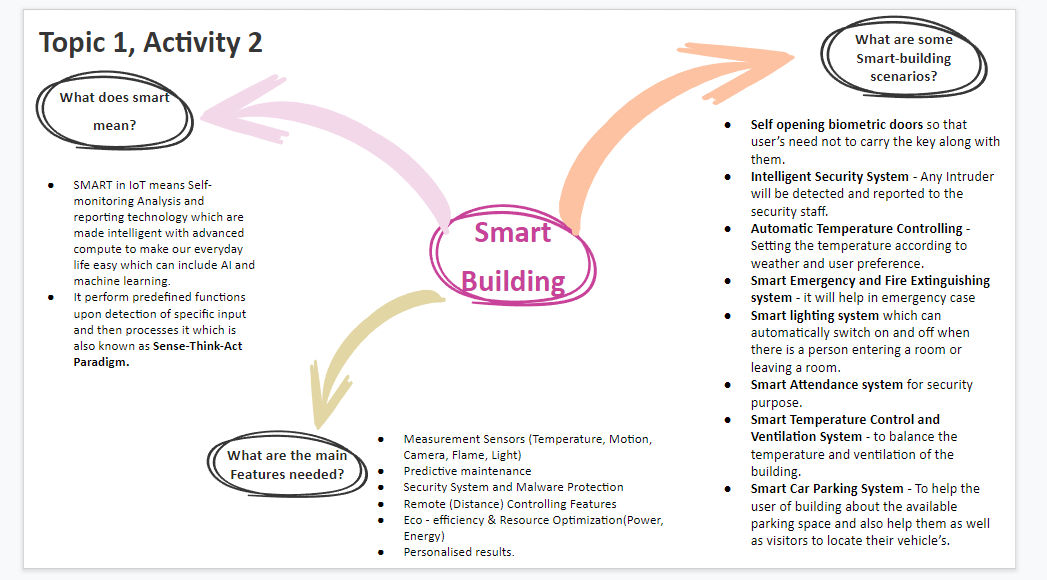 Topic 1, Activity 2
What does smart
mean?
● SMART in IoT means Self-
monitoring Analysis and
reporting technology which are
made intelligent with advanced
compute to make our everyday
life easy which can include AI and
machine learning.
● It perform predefined functions
upon detection of specific input
and then processes it which is
also known as Sense-Think-Act
Paradigm.
Smart
Building
What are the main
Features needed?
● Measurement Sensors (Temperature, Motion,
Camera, Flame, Light)
● Predictive maintenance
● Security System and Malware Protection
● Remote (Distance) Controlling Features
● Eco - efficiency & Resource Optimization(Power,
Energy)
● Personalised results.
What are some
Smart-building
scenarios?
● Self opening biometric doors so that
user’s need not to carry the key along with
them.
● Intelligent Security System - Any Intruder
will be detected and reported to the
security staff.
● Automatic Temperature Controlling -
Setting the temperature according to
weather and user preference.
● Smart Emergency and Fire Extinguishing
system - it will help in emergency case
● Smart lighting system which can
automatically switch on and off when
there is a person entering a room or
leaving a room.
● Smart Attendance system for security
purpose.
● Smart Temperature Control and
Ventilation System - to balance the
temperature and ventilation of the
building.
● Smart Car Parking System - To help the
user of building about the available
parking space and also help them as well
as visitors to locate their vehicle’s.